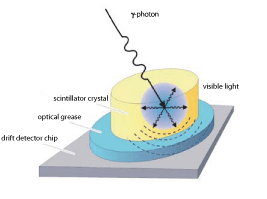 γ-photon
visible light
scintillator crystal
optical grease
drift detector chip